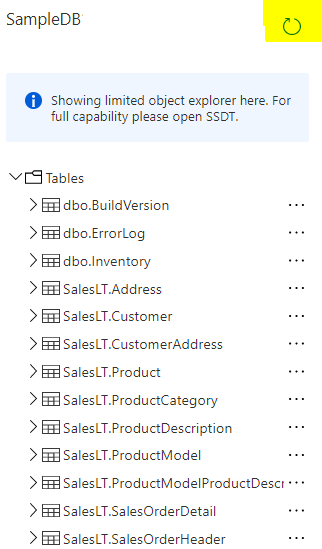 SampleDB
Showing limited object explorer here. For
full capability please open SSDT.
Tables
dbo.BuildVersion
dbo.ErrorLog
dbo.Inventory
SalesLT.Address
SalesLT.Customer
SalesLT.CustomerAddress
SalesLT.Product
SalesLT.ProductCategory
SalesLT.ProductDescription
SalesLT.ProductModel
SalesLT.ProductModelProductDescr
SalesLT.SalesOrderDetail
SalesLT.SalesOrderHeader